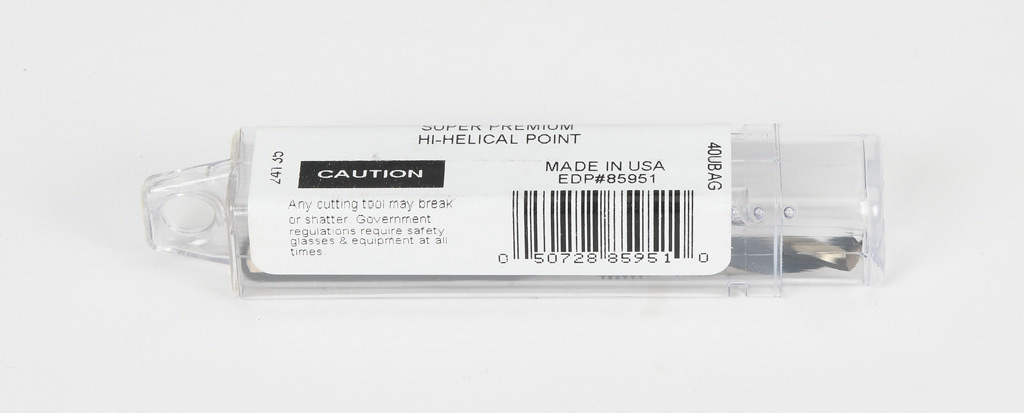 SUPER PREMIUM
HI-HELICAL POINT
CAUTION
Any cutting tool may break
or shatter. Government
regulations require safety
glasses & equipment at all
times.
MADE IN USA
EDP#85951
0 50728 85951 0
40UBAG